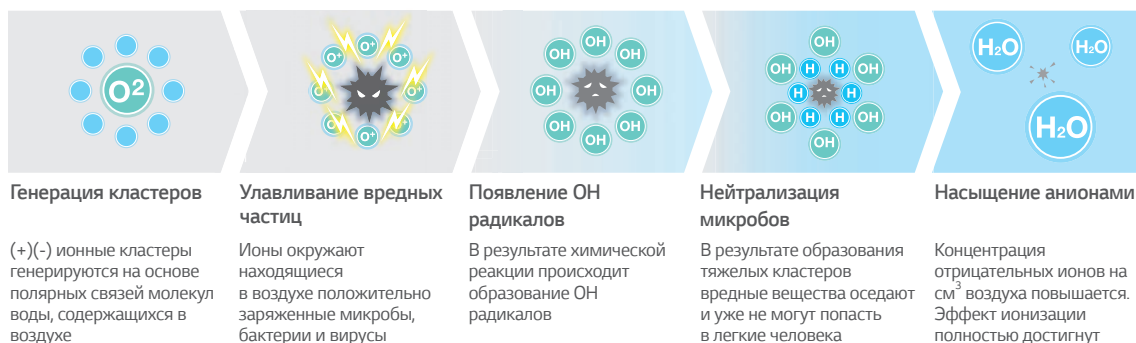 O²
O⁺ O⁺ O⁺ O⁺ O⁺ O⁺ O⁺ O⁺
OH OH OH OH OH OH OH OH
OH OH H H OH H H OH H H OH OH
H₂O H₂O
H₂O
Генерация кластеров
(+)(-) ионные кластеры
генерируются на основе
полярных связей молекул
воды, содержащихся в
воздухе
Улавливание вредных
частиц
Ионы окружают
находящиеся
в воздухе положительно
заряженные микробы,
бактерии и вирусы
Появление ОН
радикалов
В результате химической
реакции происходит
образование ОН
радикалов
Нейтрализация
микробов
В результате образования
тяжелых кластеров
вредные вещества оседают
и уже не могут попасть
в легкие человека
Насыщение анионами
Концентрация
отрицательных ионов на
см³ воздуха повышается.
Эффект ионизации
полностью достигнут